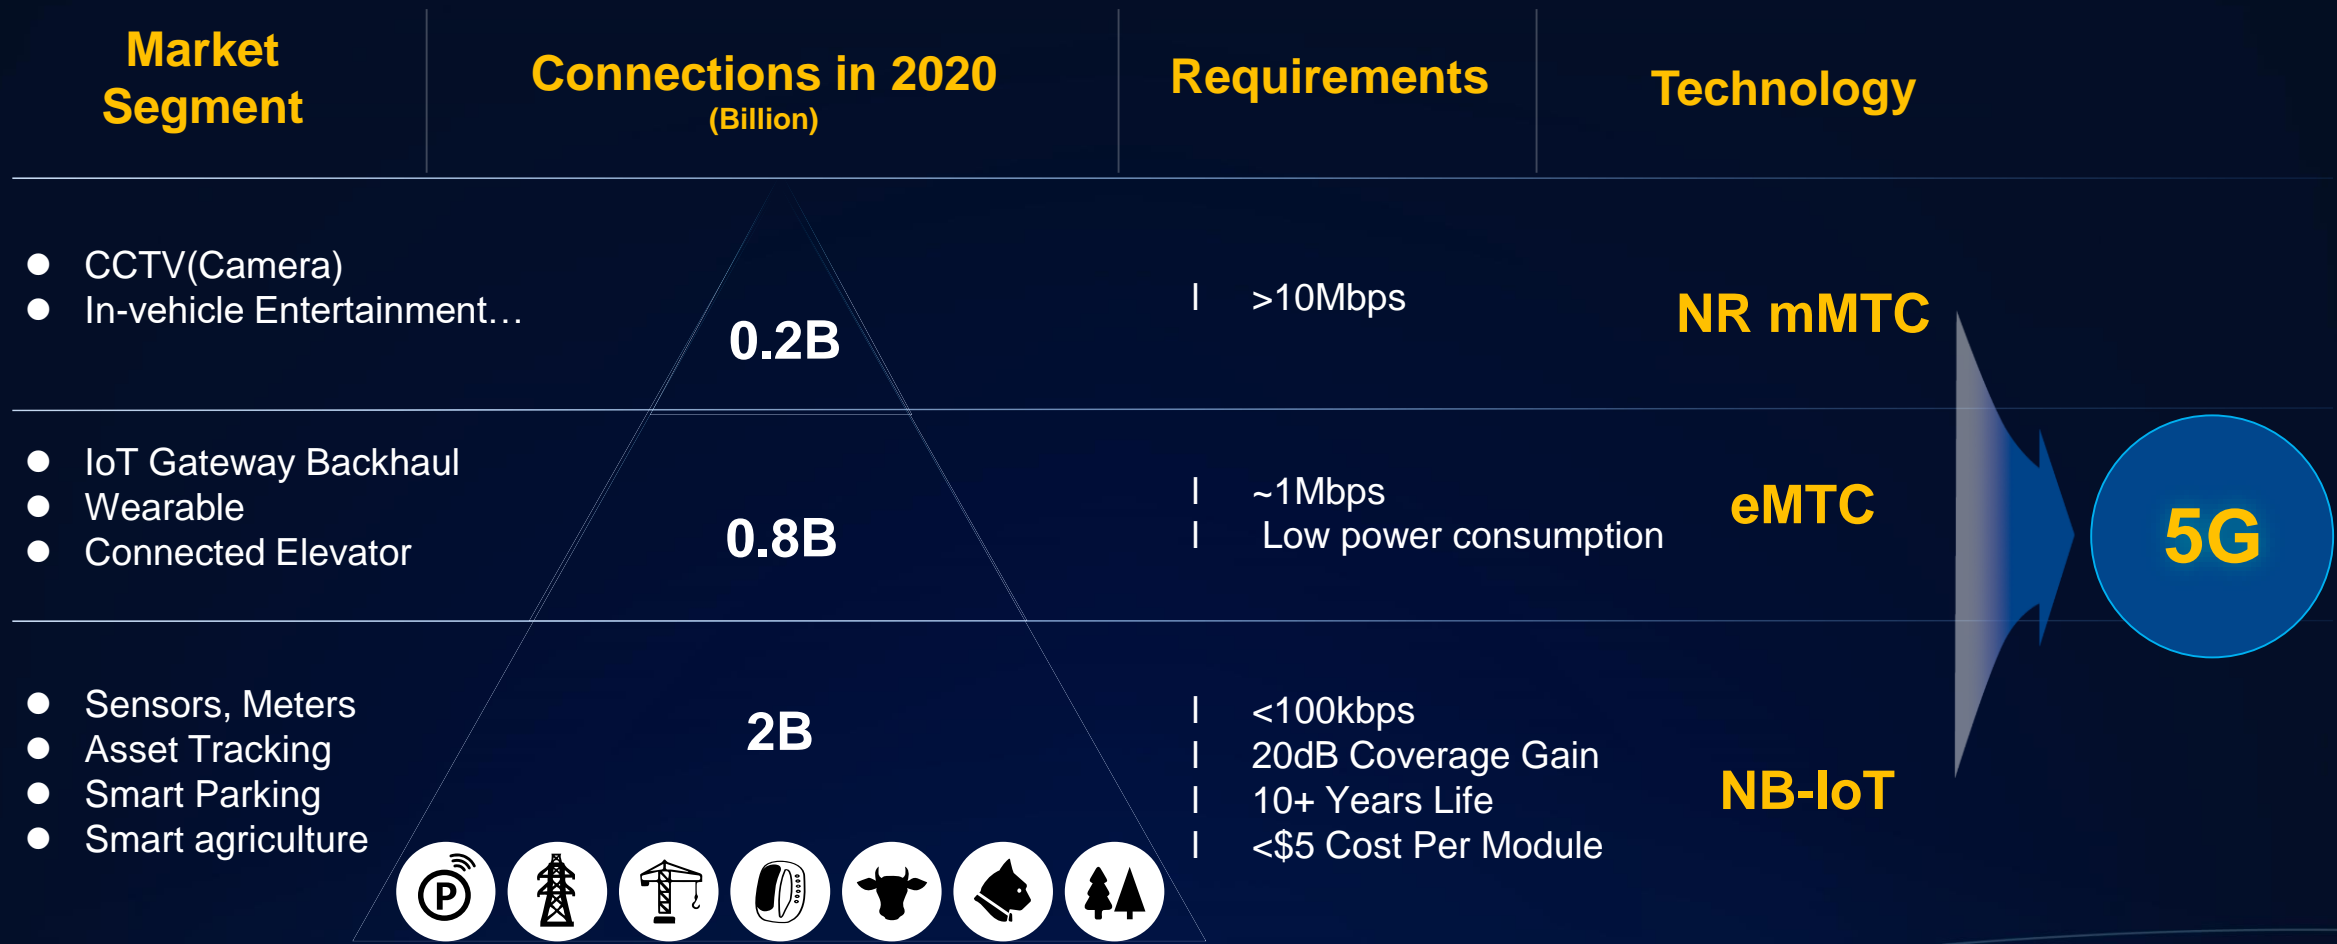 Market
Segment
Connections in 2020
(Billion)
Requirements
Technology
● CCTV(Camera)
● In-vehicle Entertainment…
0.2B
l >10Mbps
NR mMTC
● IoT Gateway Backhaul
● Wearable
● Connected Elevator
0.8B
l ~1Mbps
l Low power consumption
eMTC
5G
● Sensors, Meters
● Asset Tracking
● Smart Parking
● Smart agriculture
2B
l <100kbps
l 20dB Coverage Gain
l 10+ Years Life
l <$5 Cost Per Module
NB-IoT
P